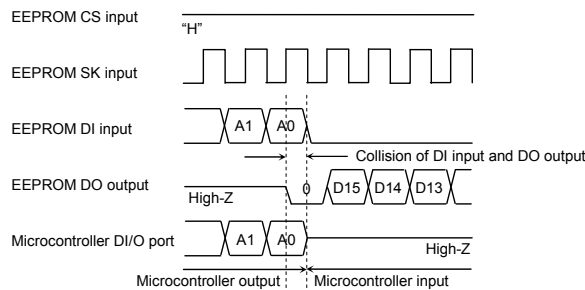 EEPROM CS input
“H”
EEPROM SK input
EEPROM DI input
A1
A0
Collision of DI input and DO output
EEPROM DO output
High-Z
0
D15
D14
D13
Microcontroller DI/O port
A1
A0
High-Z
Microcontroller output
Microcontroller input